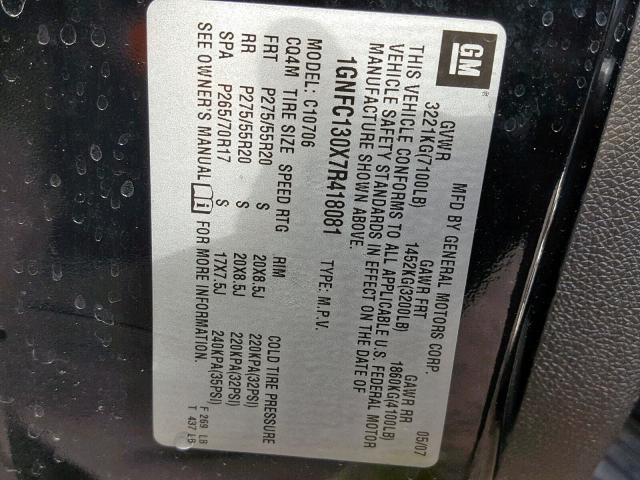 GM
®
MFD BY GENERAL MOTORS CORP. 05/07
GVWR GAWR FRT GAWR RR
3221KG(7100LB) 1452KG(3200LB) 1860KG(4100LB)
THIS VEHICLE CONFORMS TO ALL APPLICABLE U.S. FEDERAL MOTOR
VEHICLE SAFETY STANDARDS IN EFFECT ON THE DATE OF
MANUFACTURE SHOWN ABOVE.
1GNFC130X7R418081 TYPE: M.P.V.
MODEL: C10706
CQ4M TIRE SIZE SPEED RTG RIM COLD TIRE PRESSURE
FRT P275/55R20 S 20X8.5J 220KPA(32PSI)
RR P275/55R20 S 20X8.5J 220KPA(32PSI)
SPA P265/70R17 S 17X7.5J 240KPA(35PSI)
SEE OWNER'S MANUAL i FOR MORE INFORMATION.
F 269 LB
T 437 LB